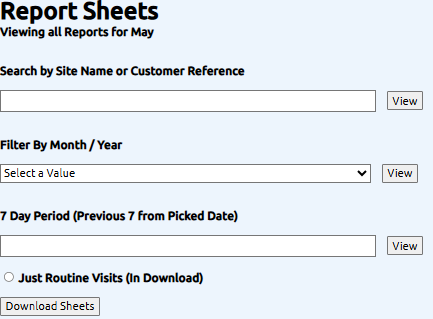 Report Sheets
Viewing all Reports for May
Search by Site Name or Customer Reference
View
Filter By Month / Year
Select a Value View
7 Day Period (Previous 7 from Picked Date)
View
Just Routine Visits (In Download)
Download Sheets